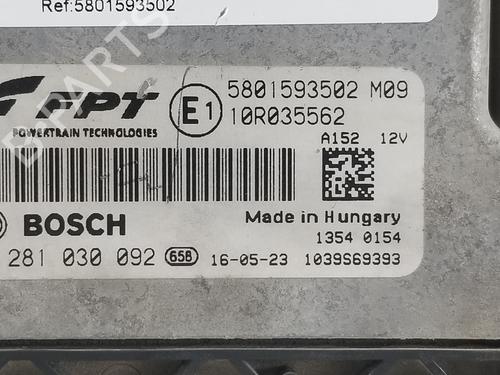 Ref:5801593502
FPT
POWERTRAIN TECHNOLOGIES
E1
5801593502 M09
10R035562
A152 12V
BOSCH
Made in Hungary
1354 0154
281 030 092 658 16-05-23 1039S69393
B-PARTS